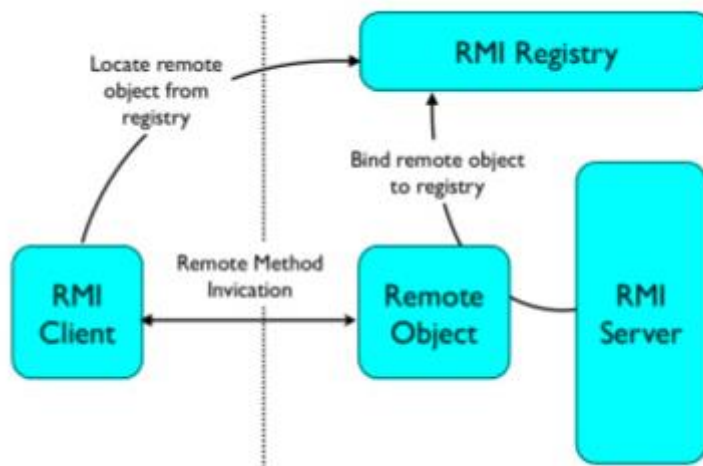 Locate remote
object from
registry
RMI Registry
Bind remote object
to registry
RMI
Client
Remote Method
Invication
Remote
Object
RMI
Server